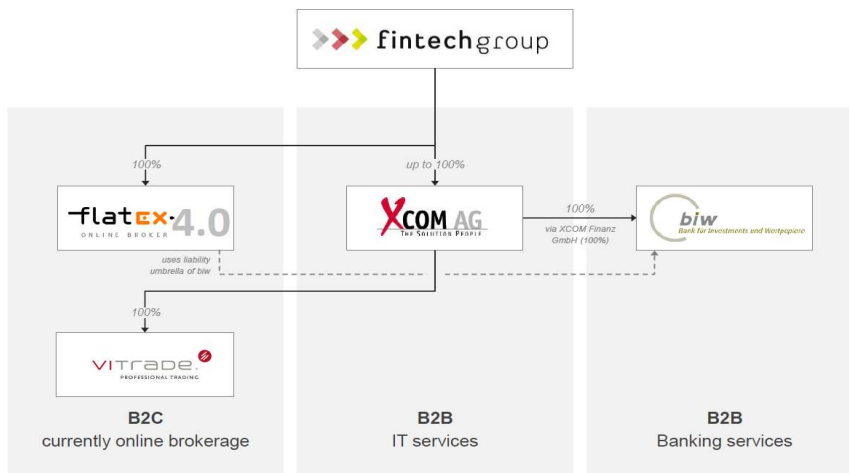 fintechgroup
100%
up to 100%
flatex 4.0
ONLINE BROKER
XCOM AG
THE SOLUTION PEOPLE
100%
via XCOM Finanz
GmbH (100%)
biw
Bank für Investments und Wertpapiere
uses liability
umbrella of biw
100%
VITRADE.
PROFESSIONAL TRADING
B2C
currently online brokerage
B2B
IT services
B2B
Banking services